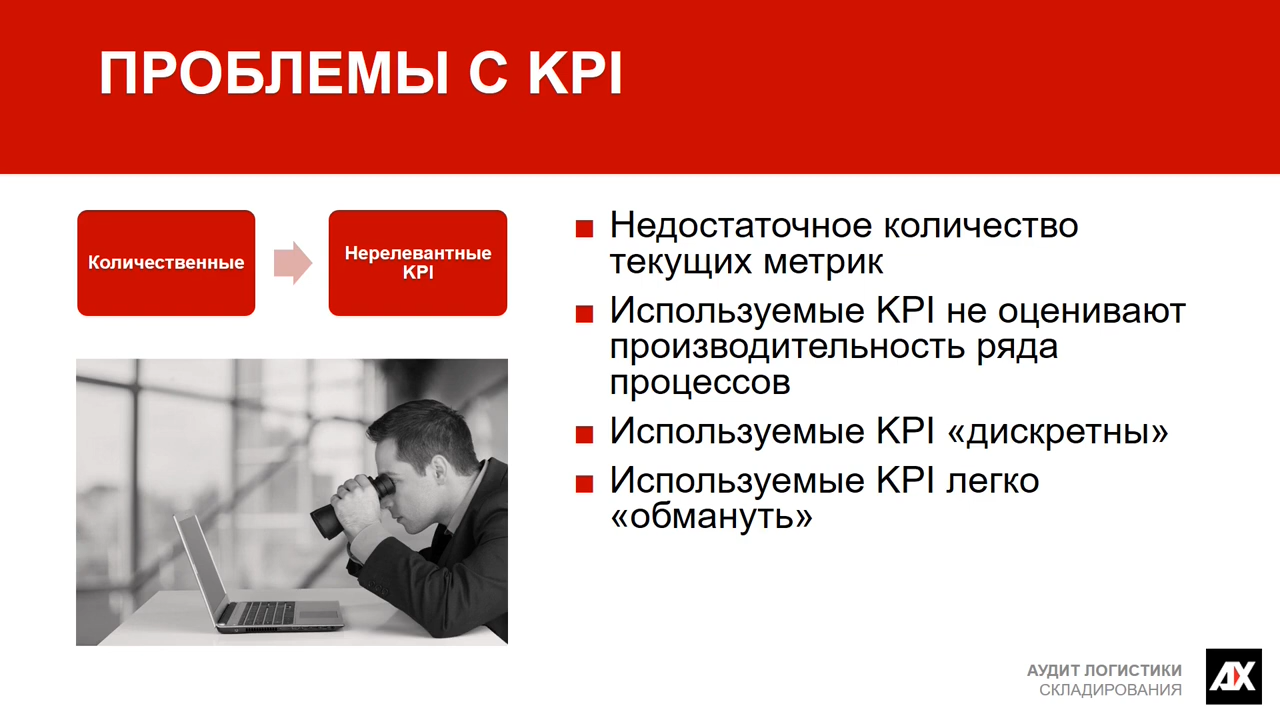 ПРОБЛЕМЫ С KPI
Количественные
Нерелевантные
KPI
Недостаточное количество
текущих метрик
Используемые KPI не оценивают
производительность ряда
процессов
Используемые KPI «дискретны»
Используемые KPI легко
«обмануть»
АУДИТ ЛОГИСТИКИ
СКЛАДИРОВАНИЯ
AX